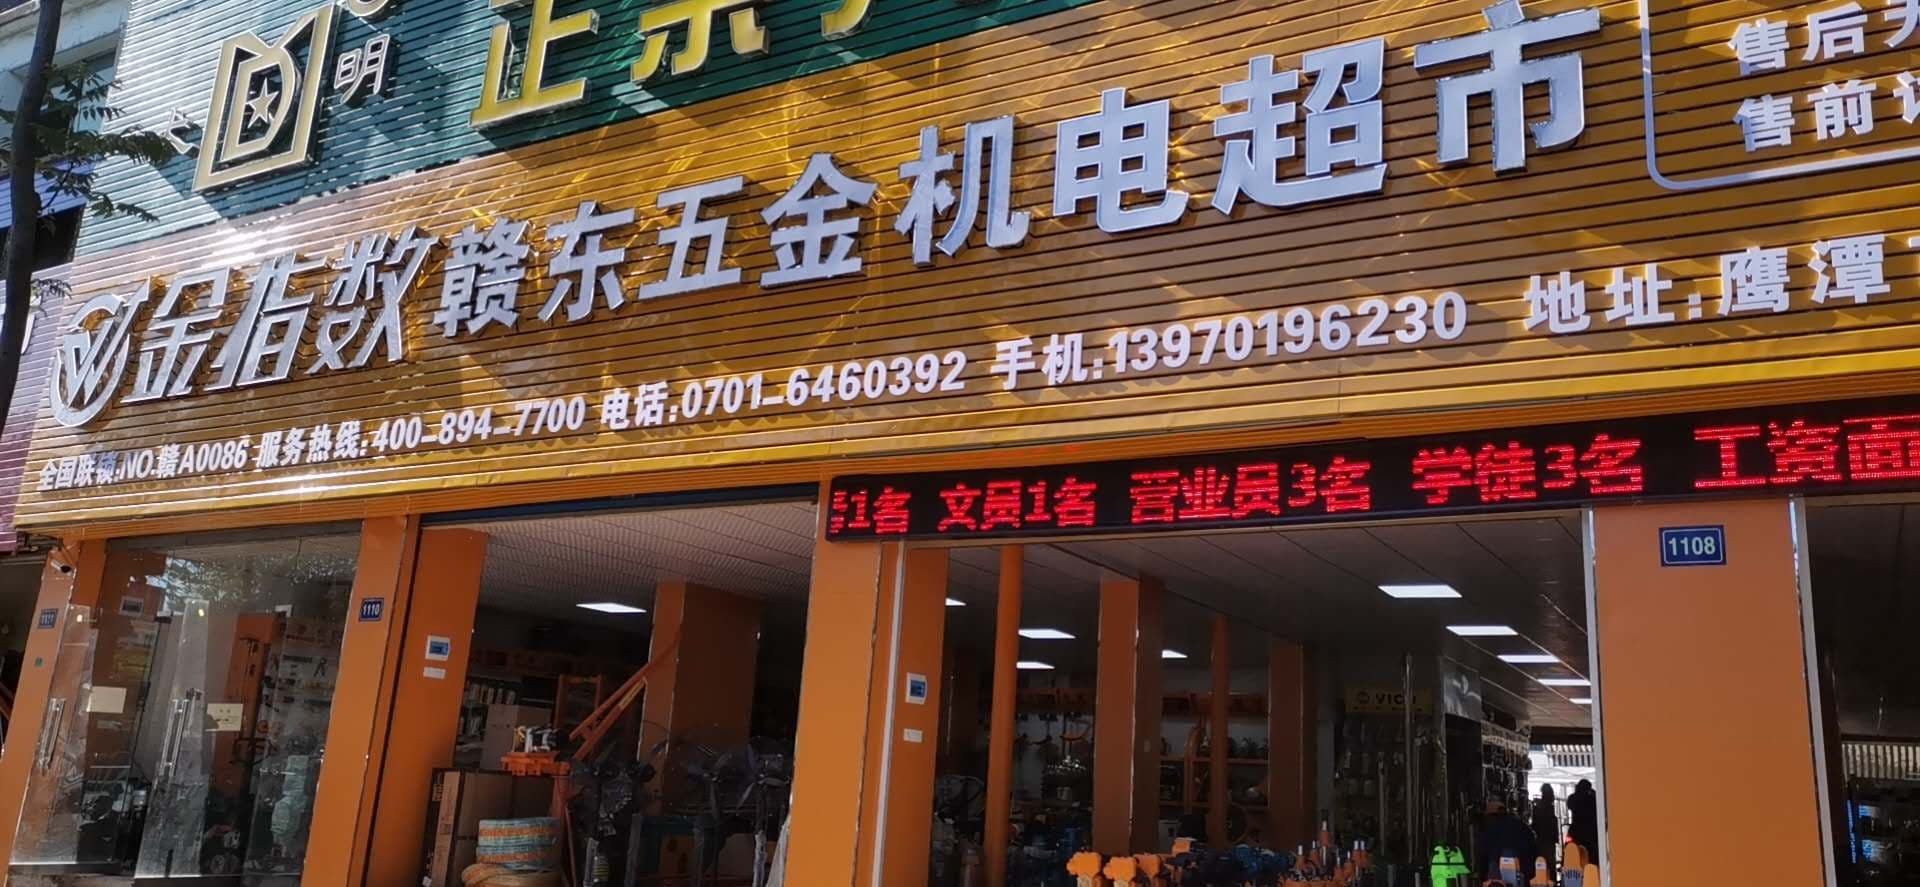 明
正宗
售后
售前
金指数 赣东五金机电超市
全国联锁:NO.赣A0086 服务热线:400-894-7700 电话:0701-6460392 手机:13970196230 地址:鹰潭
1名 文员1名 营业员3名 学徒3名 工资面
1108
1110